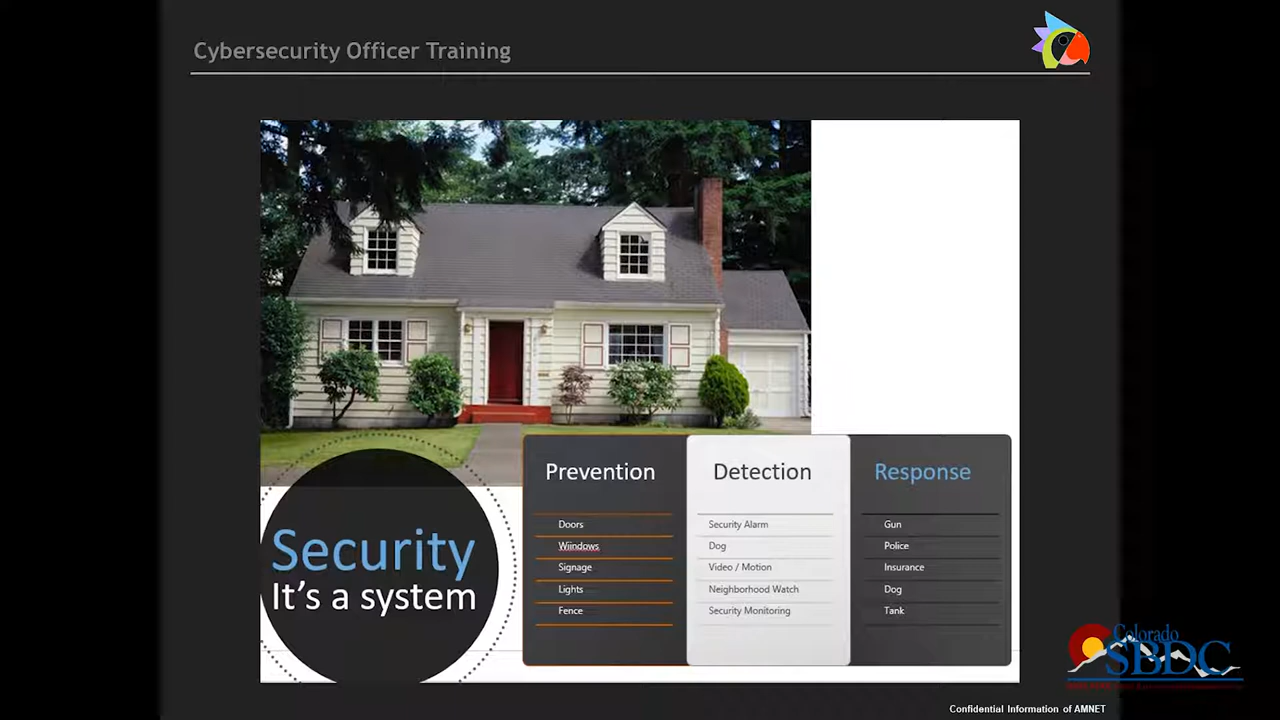 Cybersecurity Officer Training
Security
It's a system
Prevention
Doors
Wiindows
Signage
Lights
Fence
Detection
Security Alarm
Dog
Video / Motion
Neighborhood Watch
Security Monitoring
Response
Gun
Police
Insurance
Dog
Tank
Colorado
SBDC
Confidential Information of AMNET